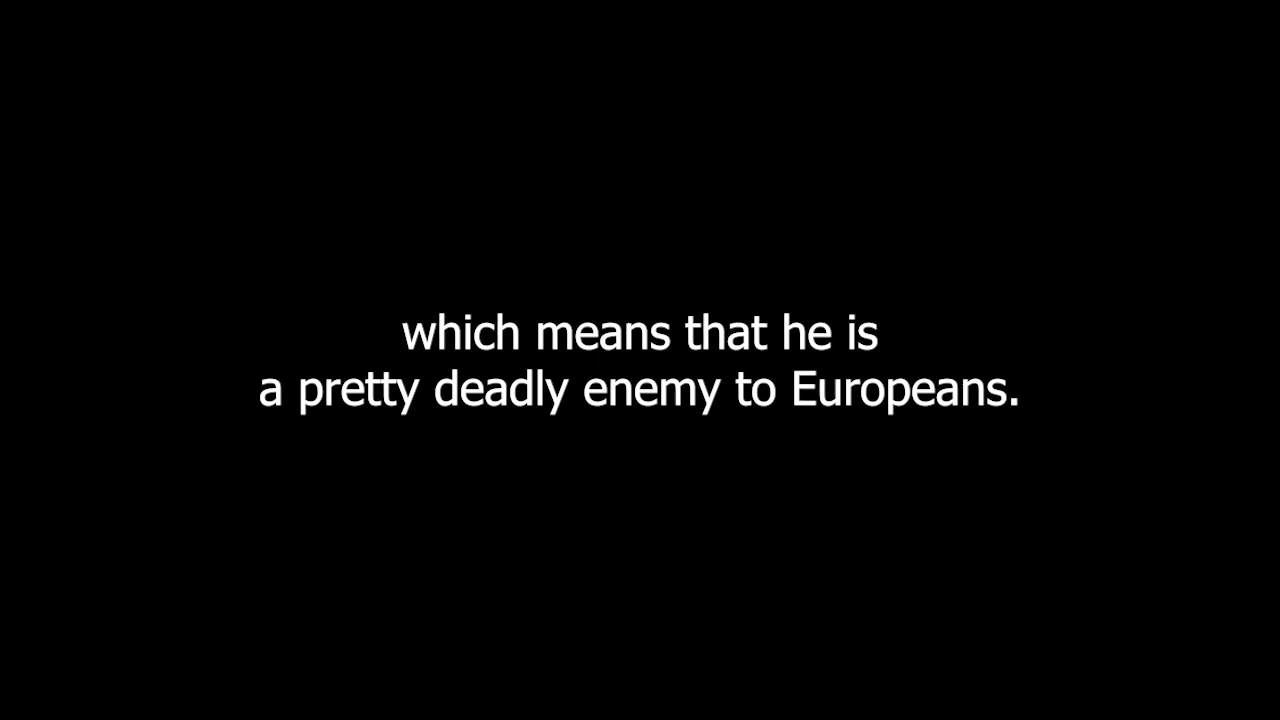 which means that he is
a pretty deadly enemy to Europeans.